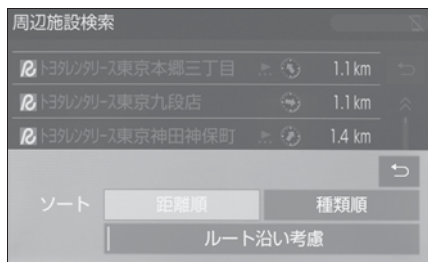 周辺施設検索
トヨタレンタリース東京本郷三丁目 1.1 km
トヨタレンタリース東京九段店 1.1 km
トヨタレンタリース東京神田神保町 1.4 km
ソート 距離順 種類順
ルート沿い考慮